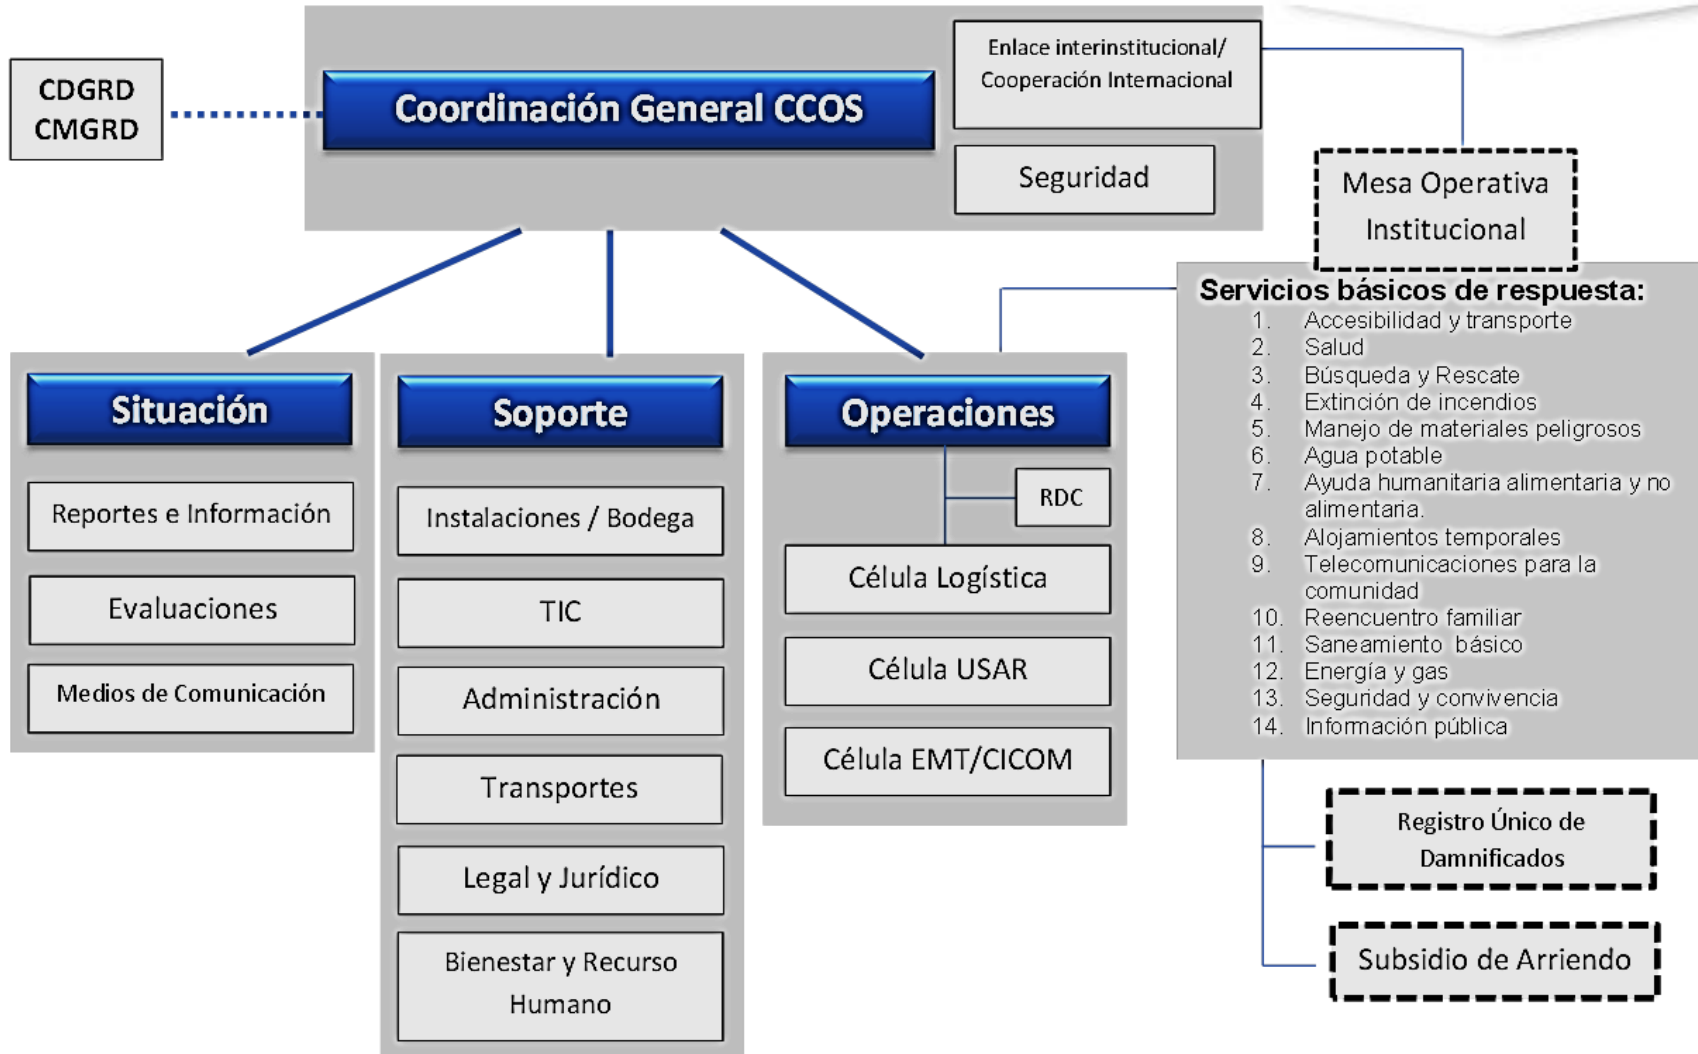 CDGRD
CMGRD
Coordinación General CCOS
Enlace interinstitucional/
Cooperación Internacional
Seguridad
Mesa Operativa
Institucional
Situación
Reportes e Información
Evaluaciones
Medios de Comunicación
Soporte
Instalaciones / Bodega
TIC
Administración
Transportes
Legal y Jurídico
Bienestar y Recurso
Humano
Operaciones
RDC
Célula Logística
Célula USAR
Célula EMT/CICOM
Servicios básicos de respuesta:
1. Accesibilidad y transporte
2. Salud
3. Búsqueda y Rescate
4. Extinción de incendios
5. Manejo de materiales peligrosos
6. Agua potable
7. Ayuda humanitaria alimentaria y no
alimentaria.
8. Alojamientos temporales
9. Telecomunicaciones para la
comunidad
10. Reencuentro familiar
11. Saneamiento básico
12. Energía y gas
13. Seguridad y convivencia
14. Información pública
Registro Único de
Damnificados
Subsidio de Arriendo